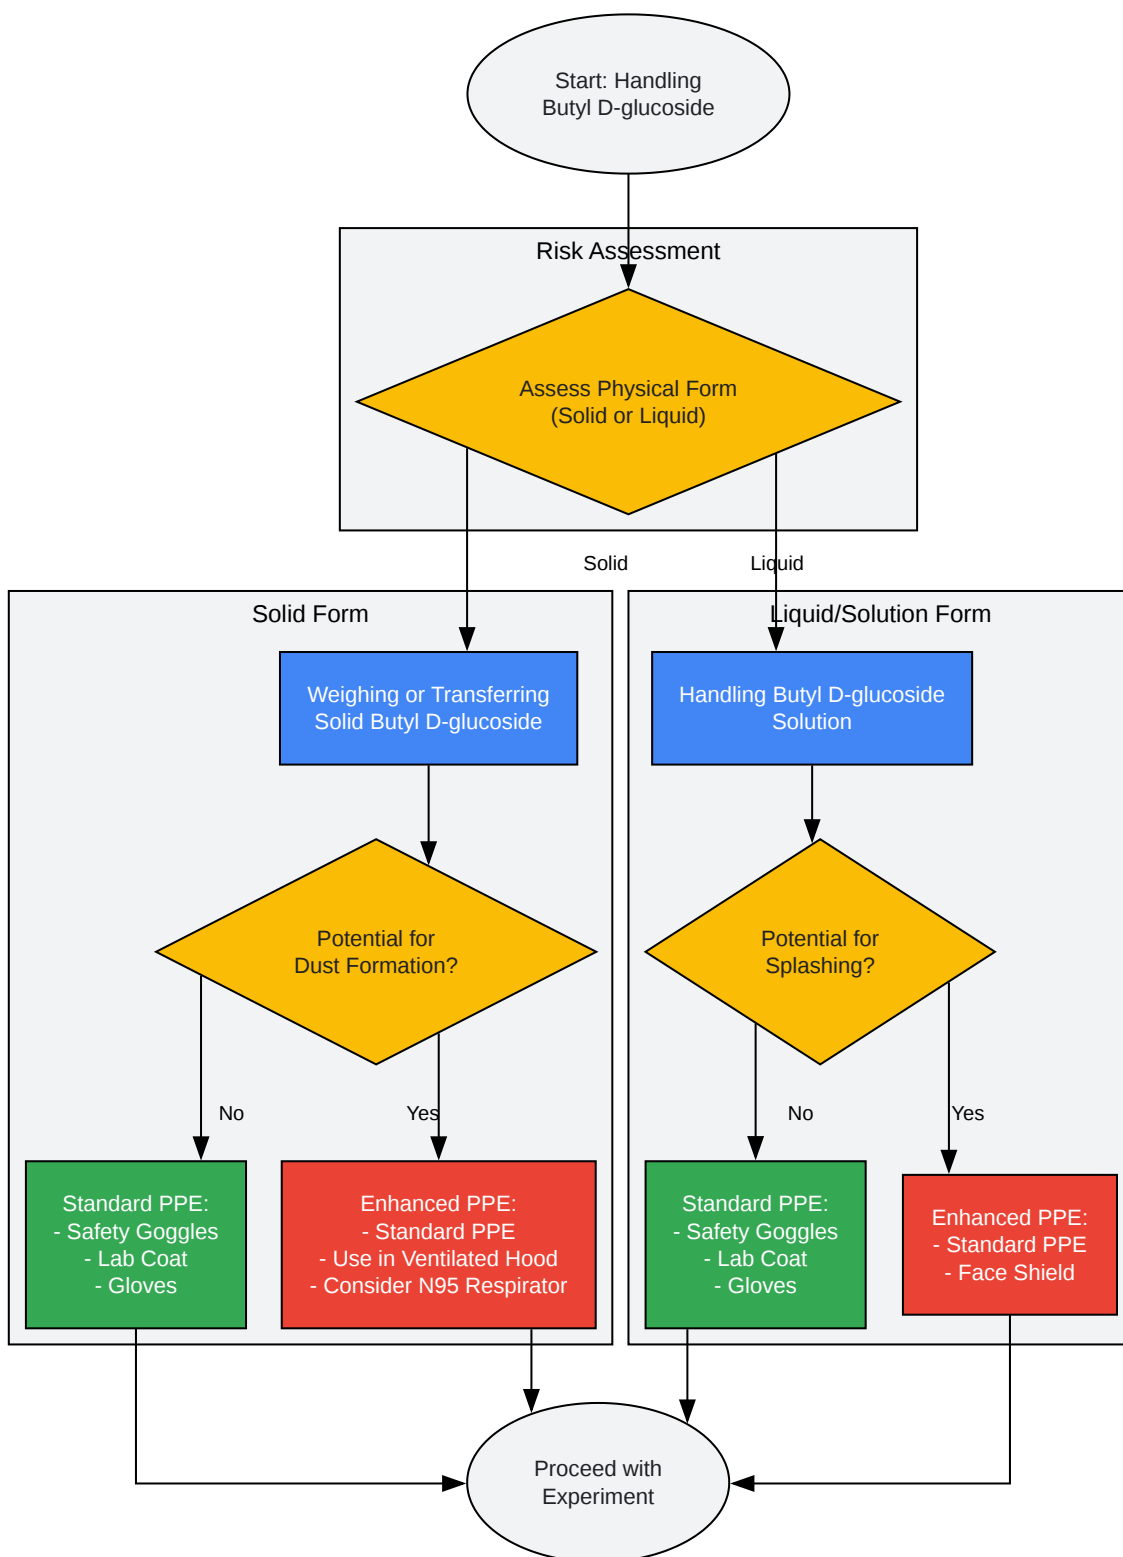 Start: Handling
Butyl D-glucoside
Risk Assessment
Assess Physical Form
(Solid or Liquid)
Solid
Liquid
Solid Form
Liquid/Solution Form
Weighing or Transferring
Solid Butyl D-glucoside
Handling Butyl D-glucoside
Solution
Potential for
Dust Formation?
Potential for
Splashing?
No
Yes
No
Yes
Standard PPE:
- Safety Goggles
- Lab Coat
- Gloves
Enhanced PPE:
- Standard PPE
- Use in Ventilated Hood
- Consider N95 Respirator
Standard PPE:
- Safety Goggles
- Lab Coat
- Gloves
Enhanced PPE:
- Standard PPE
- Face Shield
Proceed with
Experiment